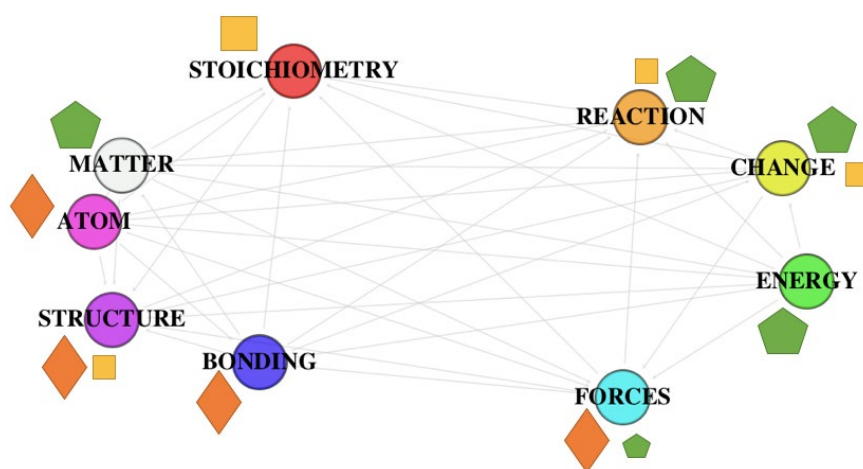 STOICHIOMETRY
REACTION
MATTER
CHANGE
ATOM
ENERGY
STRUCTURE
BONDING
FORCES